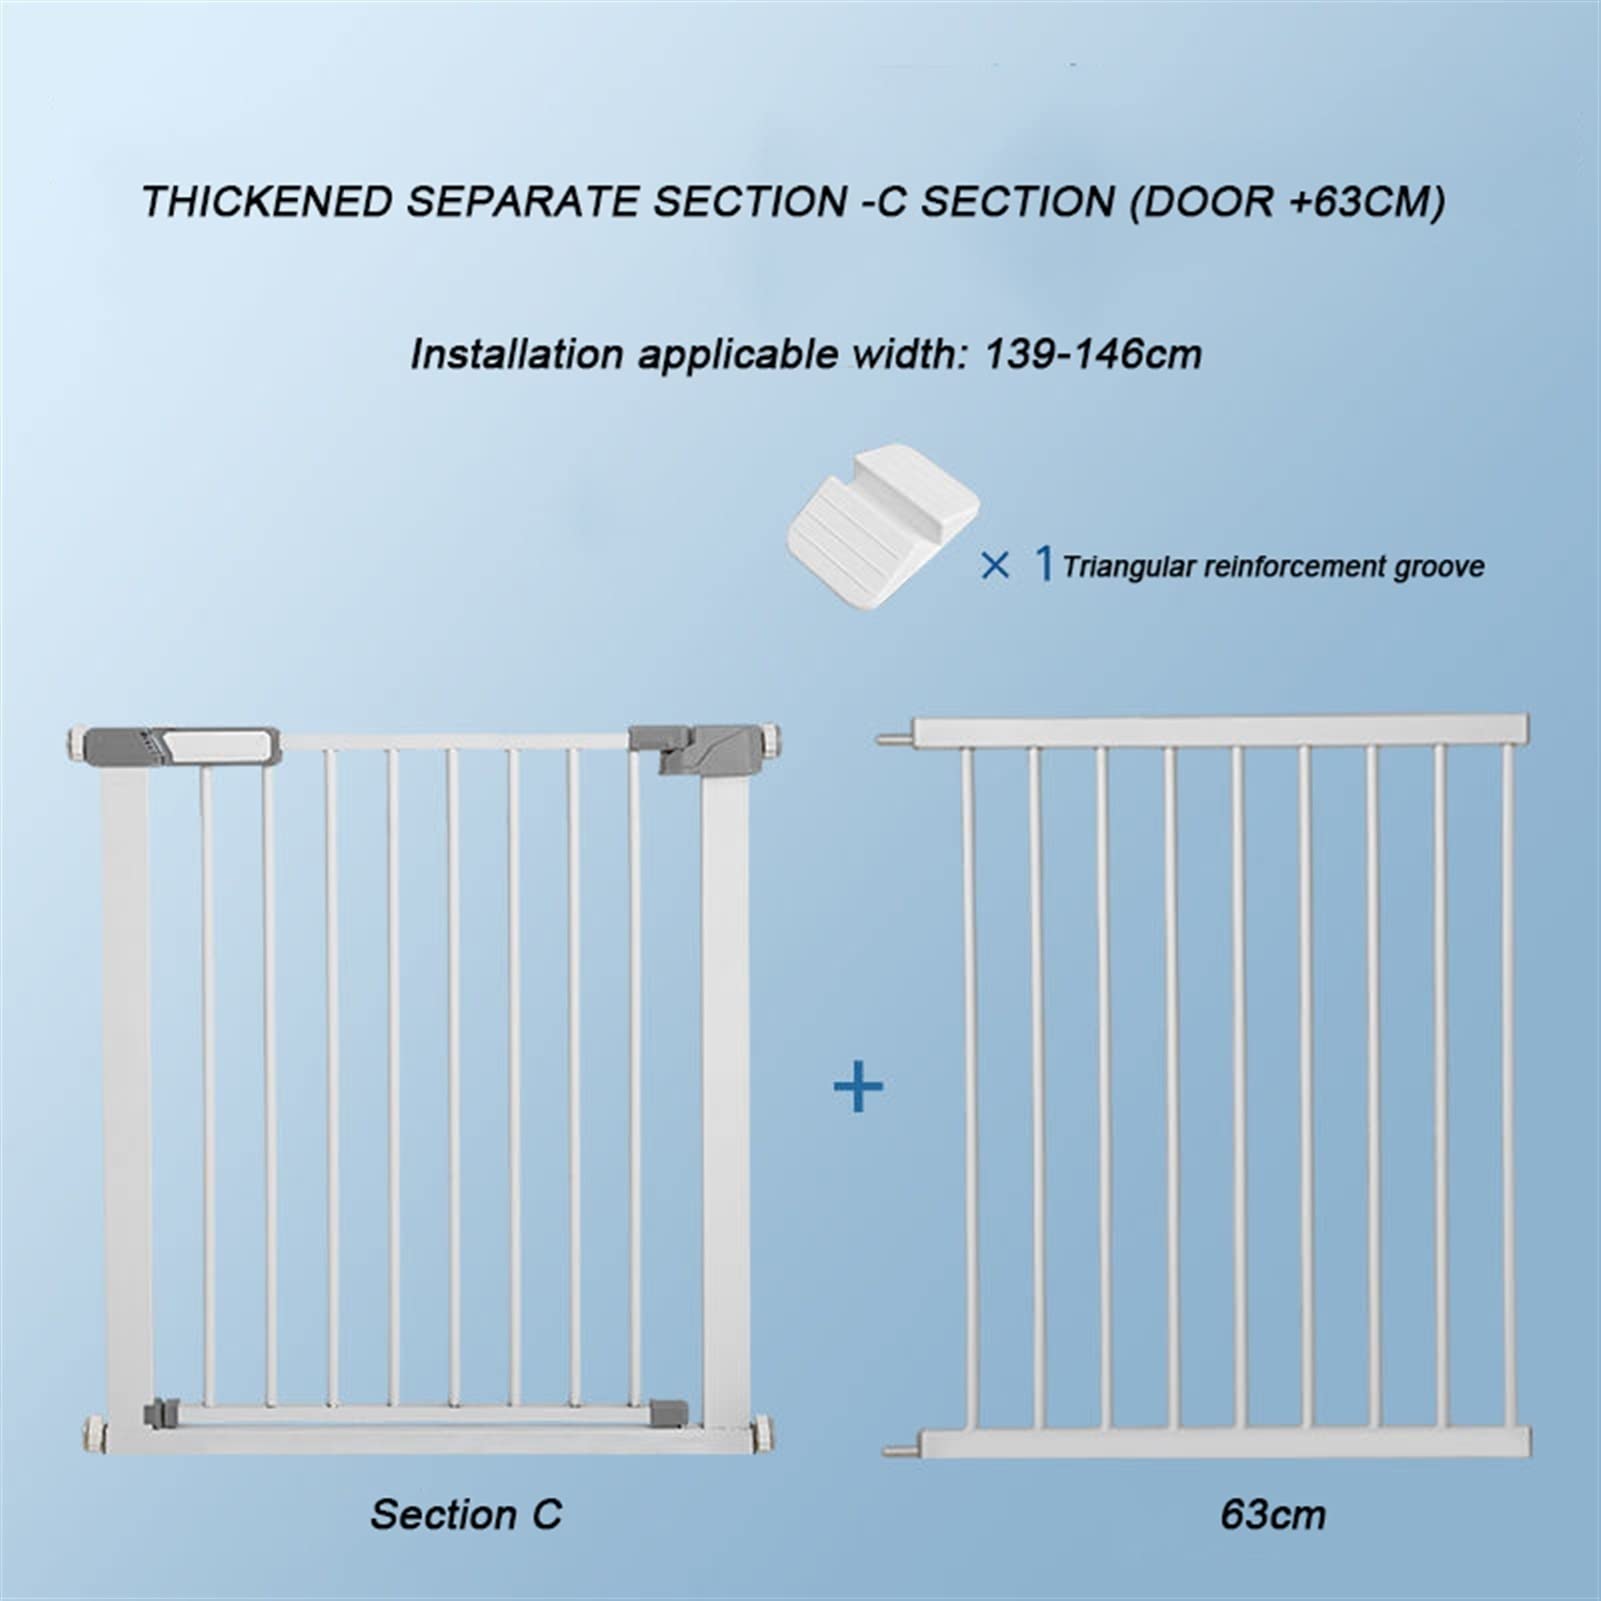 THICKENED SEPARATE SECTION -C SECTION (DOOR +63CM)
Installation applicable width: 139-146cm
× 1 Triangular reinforcement groove
+
Section C
63cm